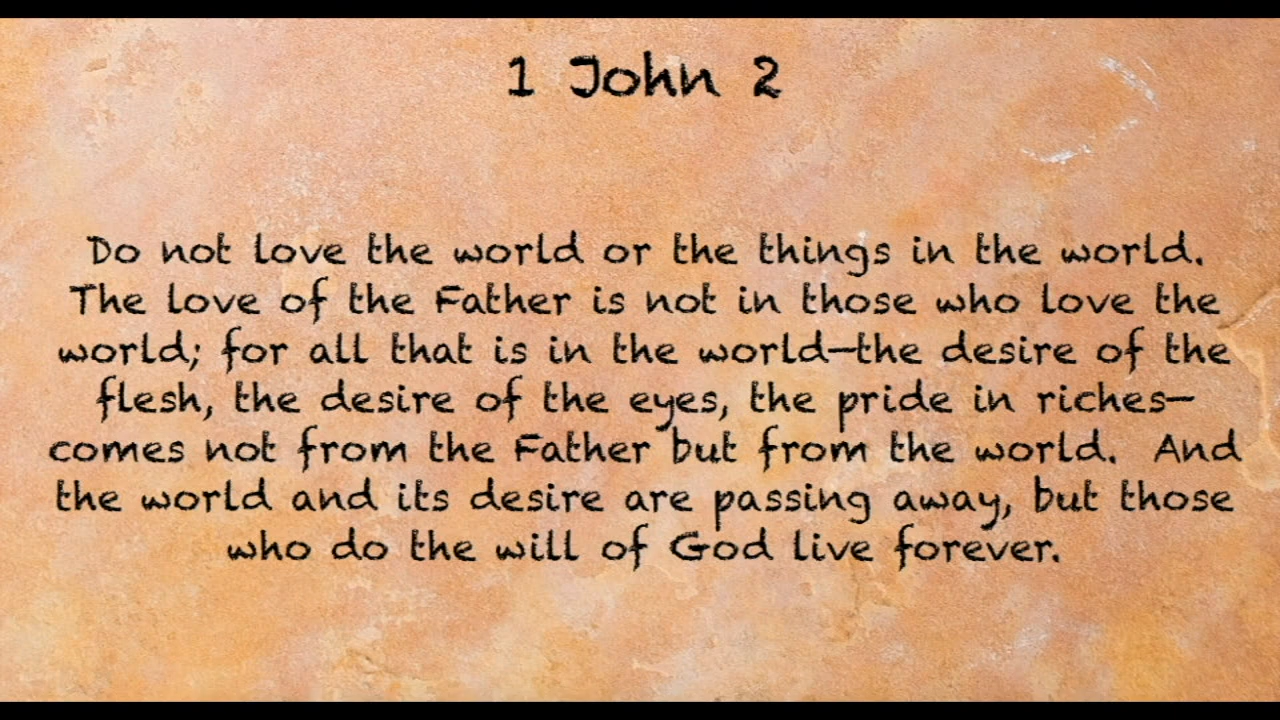 1 John 2
Do not love the world or the things in the world.
The love of the Father is not in those who love the
world; for all that is in the world—the desire of the
flesh, the desire of the eyes, the pride in riches—
comes not from the Father but from the world.  And
the world and its desire are passing away, but those
who do the will of God live forever.